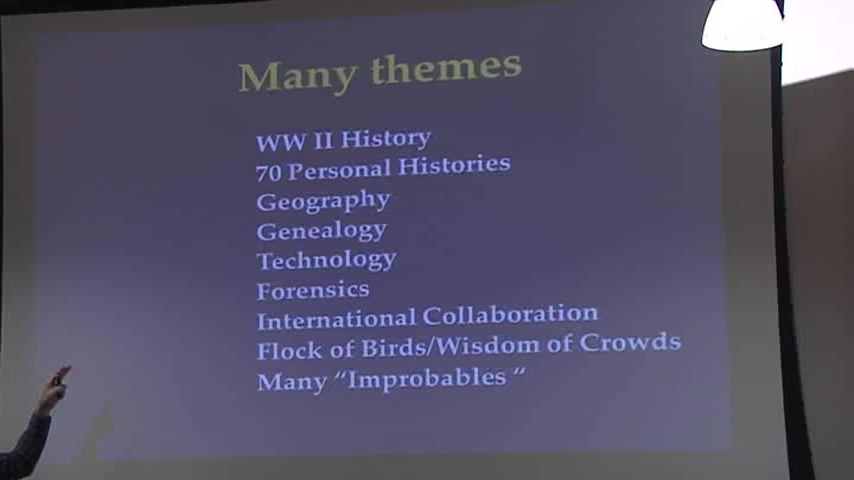 Many themes
WW II History
70 Personal Histories
Geography
Genealogy
Technology
Forensics
International Collaboration
Flock of Birds/Wisdom of Crowds
Many “Improbables “